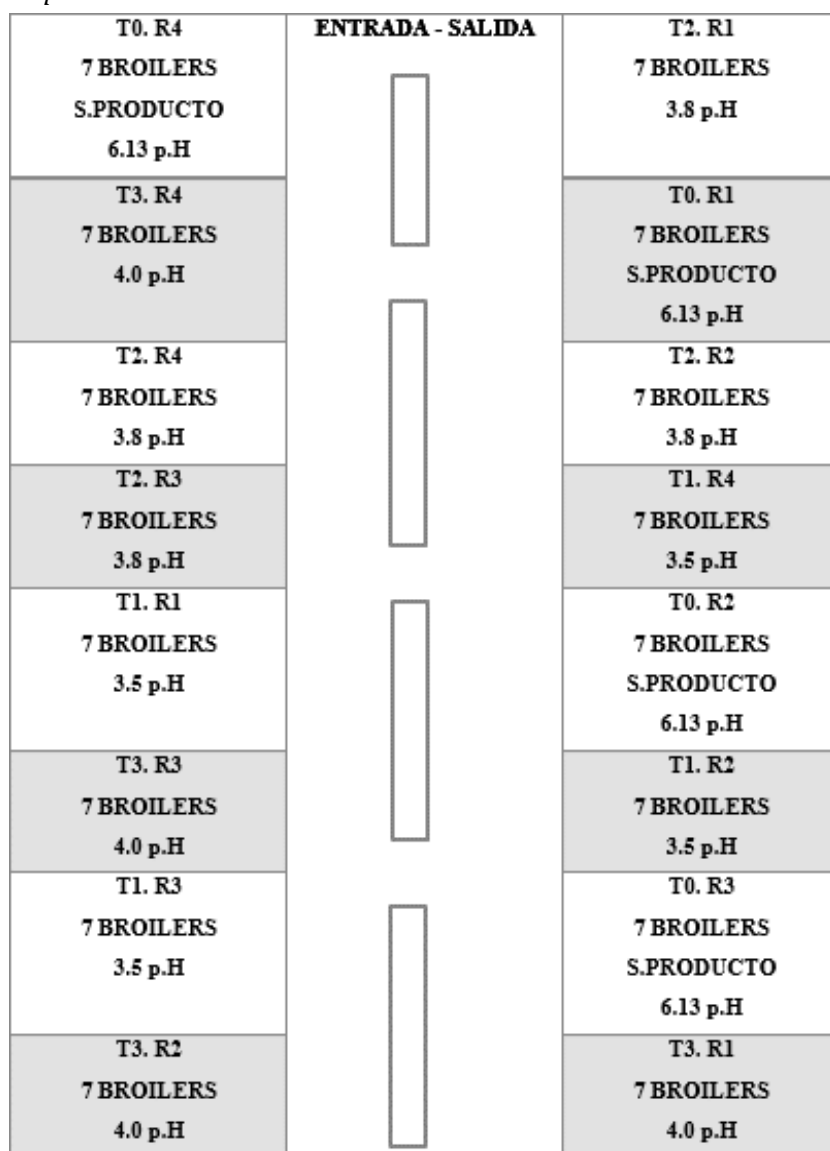 T0. R4
7 BROILERS
S.PRODUCTO
6.13 p.H
T3. R4
7 BROILERS
4.0 p.H
T2. R4
7 BROILERS
3.8 p.H
T2. R3
7 BROILERS
3.8 p.H
T1. R1
7 BROILERS
3.5 p.H
T3. R3
7 BROILERS
4.0 p.H
T1. R3
7 BROILERS
3.5 p.H
T3. R2
7 BROILERS
4.0 p.H
ENTRADA - SALIDA
T2. R1
7 BROILERS
3.8 p.H
T0. R1
7 BROILERS
S.PRODUCTO
6.13 p.H
T2. R2
7 BROILERS
3.8 p.H
T1. R4
7 BROILERS
3.5 p.H
T0. R2
7 BROILERS
S.PRODUCTO
6.13 p.H
T1. R2
7 BROILERS
3.5 p.H
T0. R3
7 BROILERS
S.PRODUCTO
6.13 p.H
T3. R1
7 BROILERS
4.0 p.H